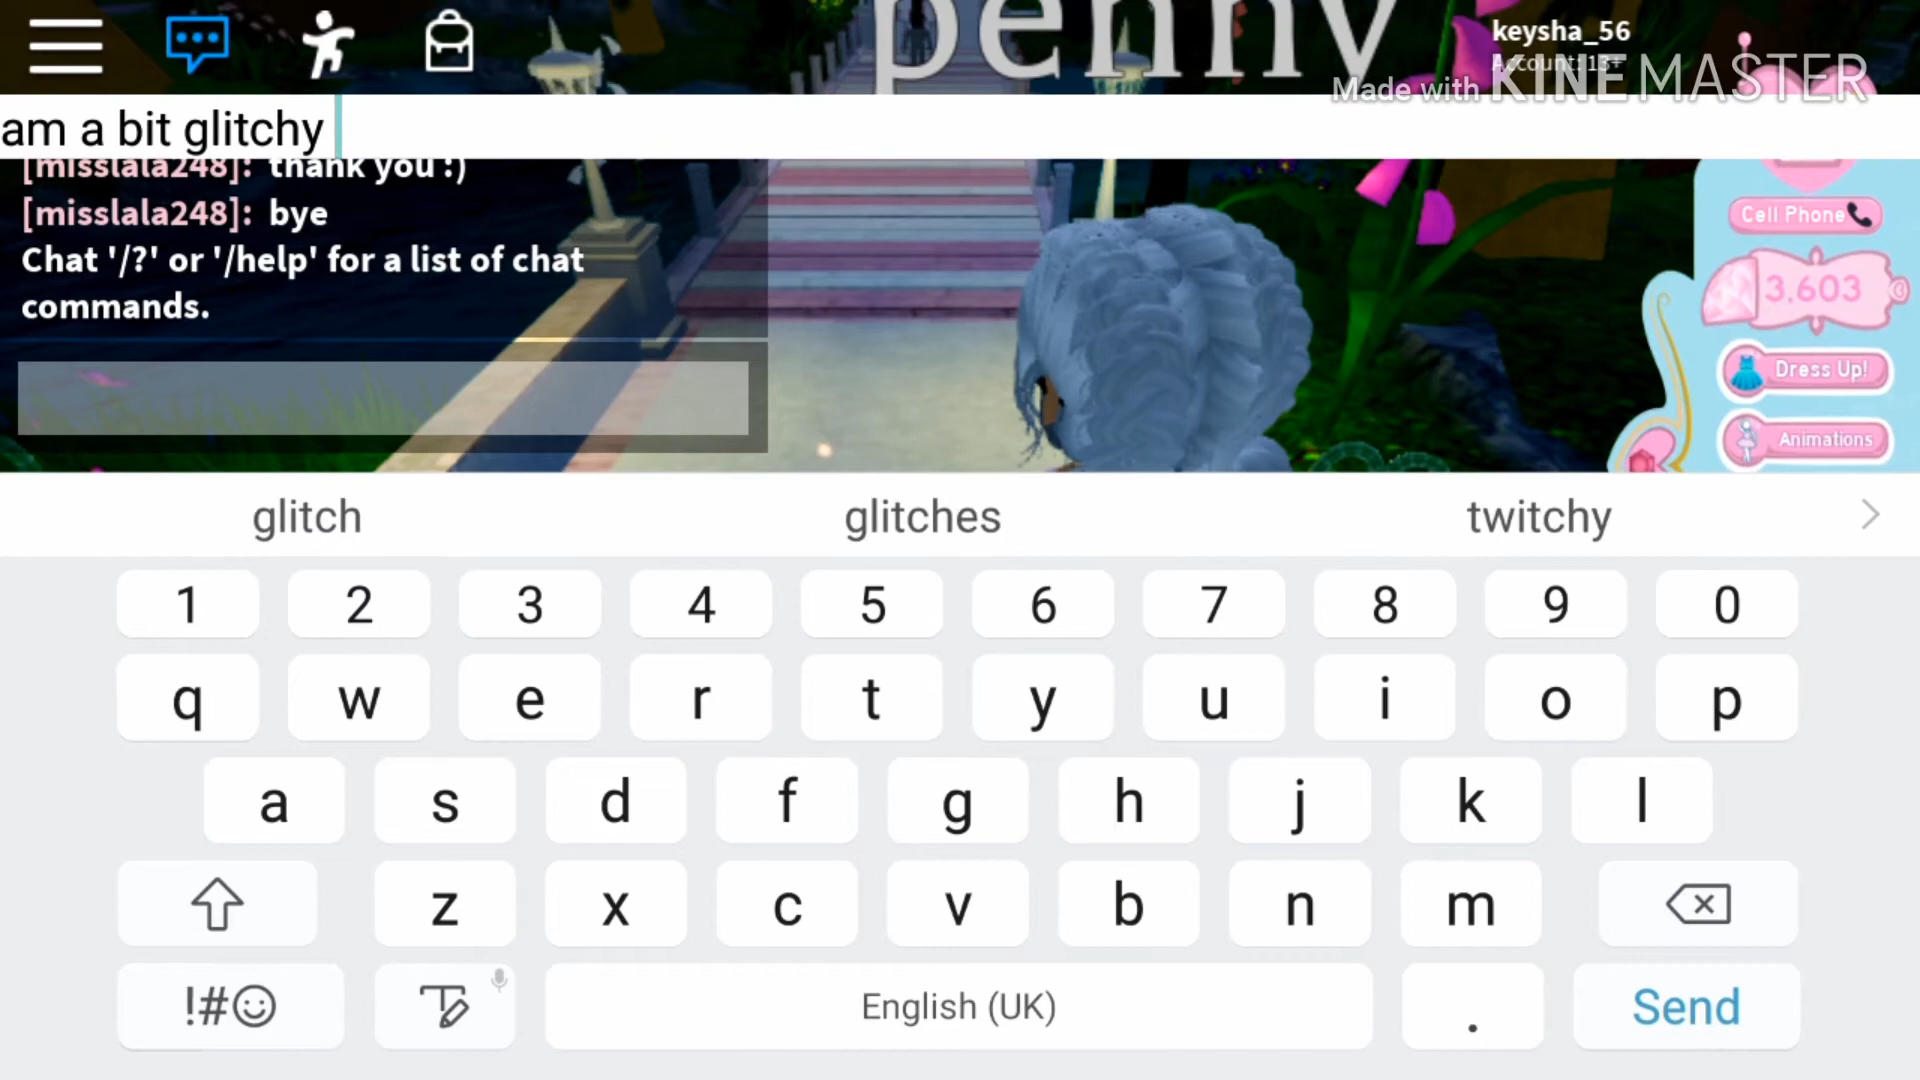 penny
keysha_56
Account: 13+
Made with KINEMASTER
am a bit glitchy
[misslala248]: thank you :)
[misslala248]: bye
Chat '/?' or '/help' for a list of chat
commands.
Cell Phone
3.603
Dress Up!
Animations
glitch glitches twitchy
1 2 3 4 5 6 7 8 9 0
q w e r t y u i o p
a s d f g h j k l
z x c v b n m
!#☺ T English (UK) . Send